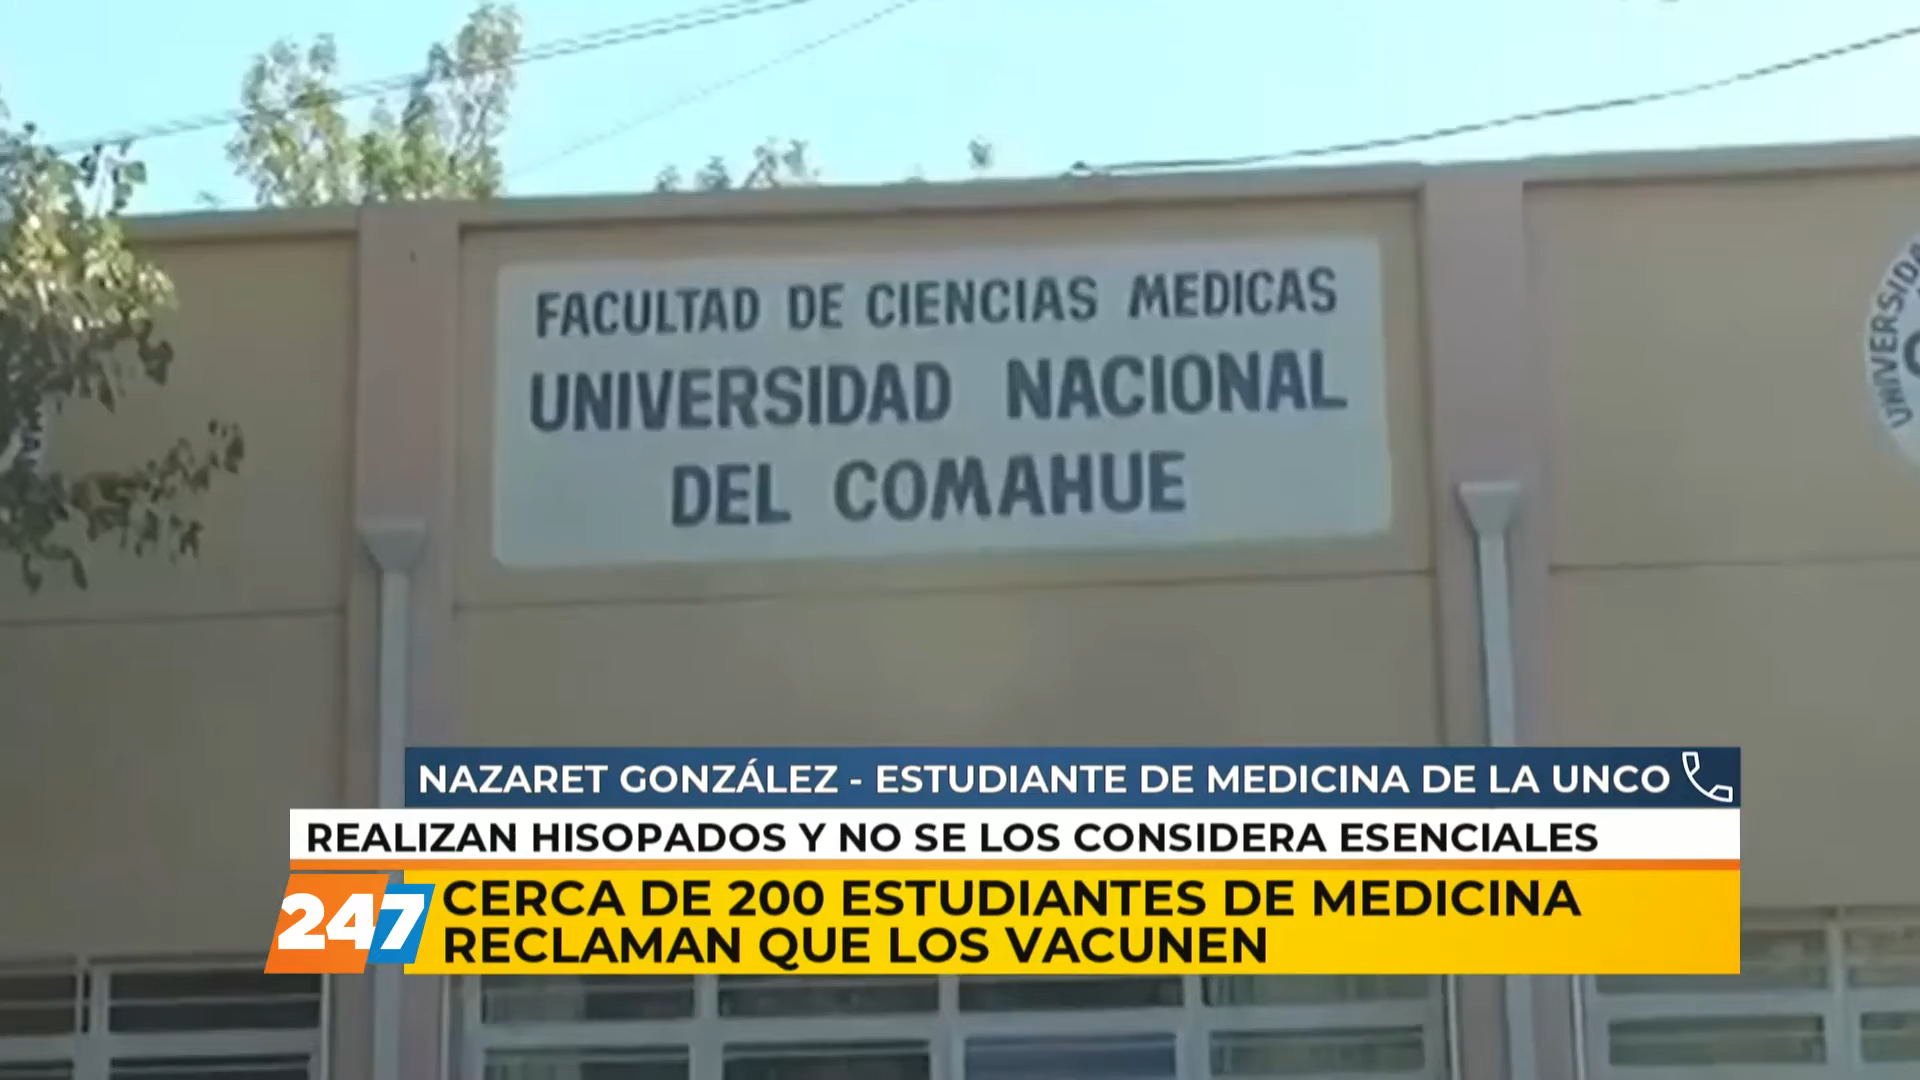 FACULTAD DE CIENCIAS MEDICAS
UNIVERSIDAD NACIONAL
DEL COMAHUE
UNIVERSIDA
NAZARET GONZÁLEZ - ESTUDIANTE DE MEDICINA DE LA UNCO
REALIZAN HISOPADOS Y NO SE LOS CONSIDERA ESENCIALES
247
CERCA DE 200 ESTUDIANTES DE MEDICINA
RECLAMAN QUE LOS VACUNEN